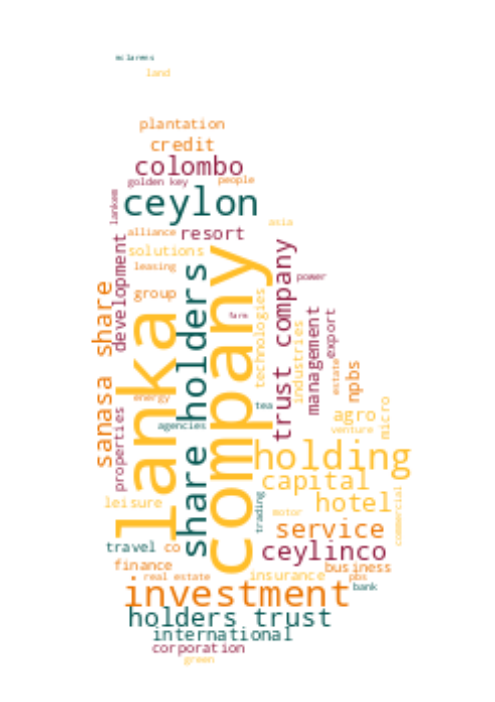 mclarens
land
plantation
credit
colombo
golden key
people
lankem
ceylon
asia
alliance
resort
solutions
development
leasing
power
group
share
lanka
share holders
company
farm
technologies
trust company
industries
management
export
estate
npbs
energy
sanasa
properties
agencies
tea
agro
venture
micro
holding
capital
leisure
hotel
trading
motor
commercial
service
travel
co
ceylinco
finance
business
real estate
insurance
pbs
investment
bank
holders trust
international
corporation
green